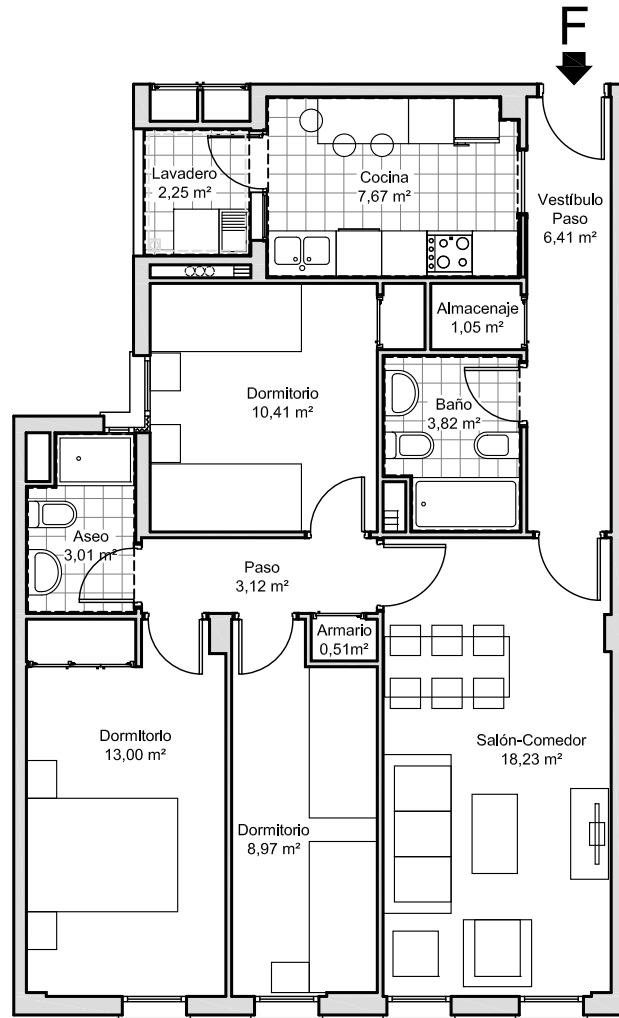 F
Lavadero
2,25 m²
Cocina
7,67 m²
Vestíbulo
Paso
6,41 m²
Almacenaje
1,05 m²
Dormitorio
10,41 m²
Baño
3,82 m²
Aseo
3,01 m²
Paso
3,12 m²
Armario
0,51m²
Dormitorio
13,00 m²
Salón-Comedor
18,23 m²
Dormitorio
8,97 m²